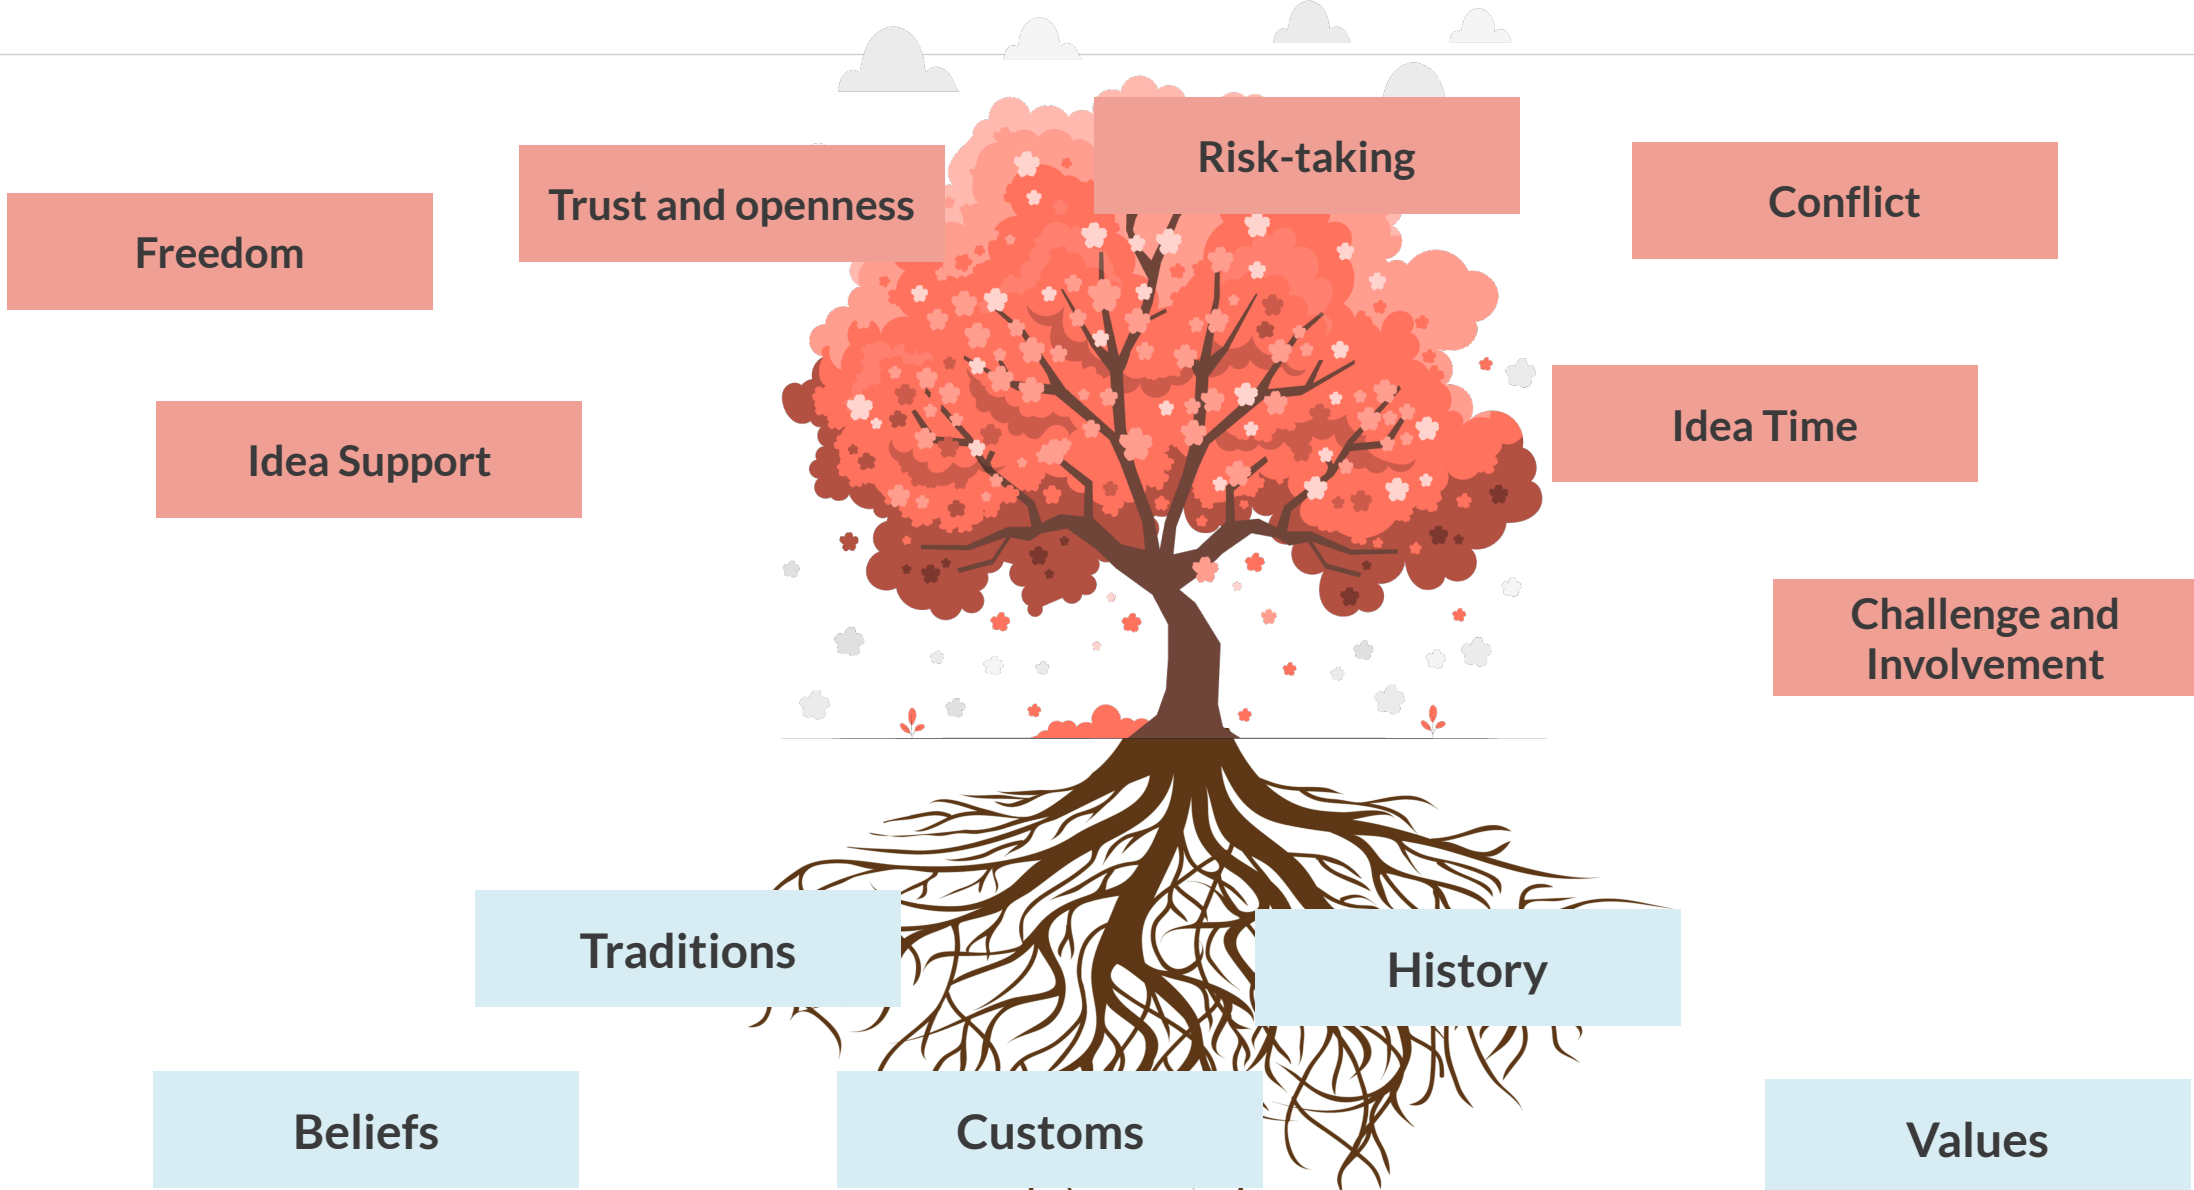 Risk-taking
Trust and openness
Conflict
Freedom
Idea Time
Idea Support
Challenge and
Involvement
Traditions
History
Beliefs
Customs
Values